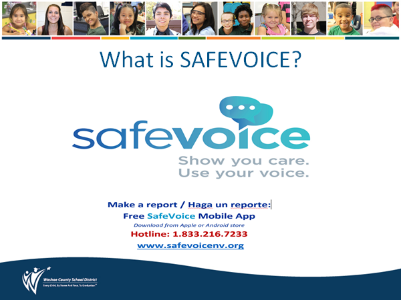 What is SAFEVOICE?
safevoice
Show you care.
Use your voice.
Make a report / Haga un reporte:
Free SafeVoice Mobile App
Download from Apple or Android store
Hotline: 1.833.216.7233
www.safevoicenv.org
Washoe County School District